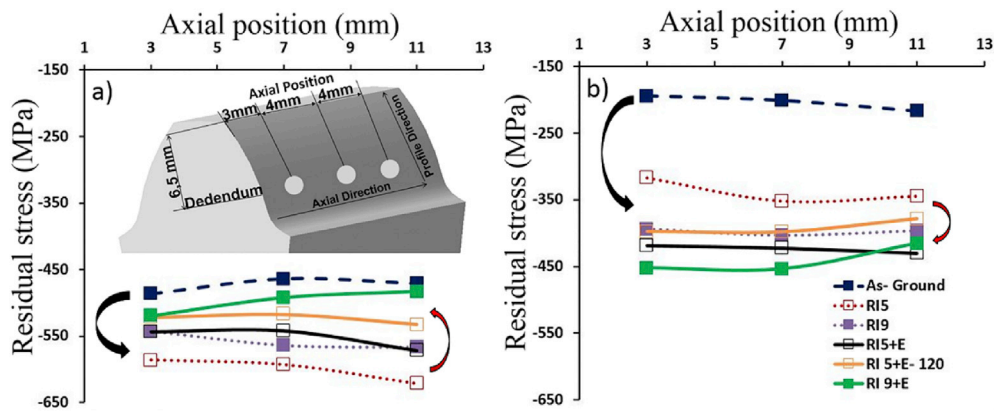 Axial position (mm)
1 3 5 7 9 11 13
Residual stress (MPa)
-150
-250
-350
-450
-550
-650
a)
Axial Position
3mm 4mm 4mm
6.5 mm
Dedendum
Axial Direction
Profile Direction
Axial position (mm)
1 3 5 7 9 11 13
Residual stress (MPa)
-150
-250
-350
-450
-550
-650
b)
As- Ground
RI5
RI9
RI5+E
RI 5+E- 120
RI 9+E